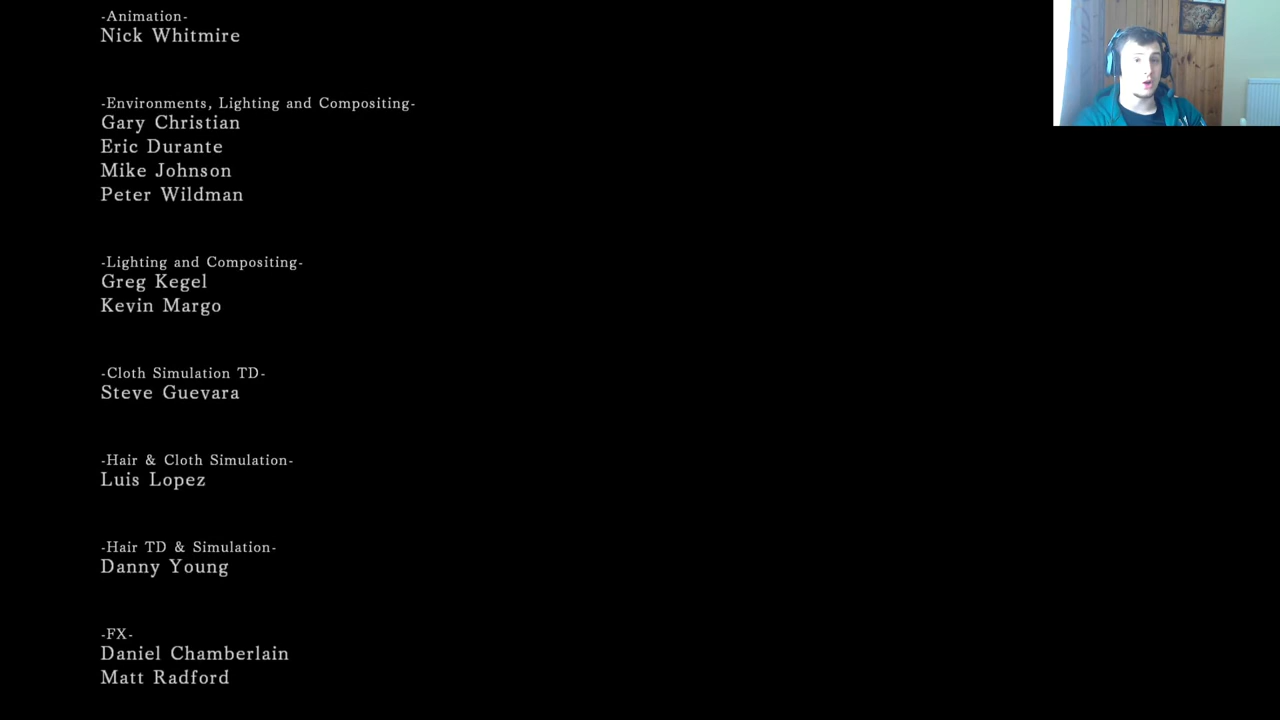 -Animation-
Nick Whitmire
-Environments, Lighting and Compositing-
Gary Christian
Eric Durante
Mike Johnson
Peter Wildman
-Lighting and Compositing-
Greg Kegel
Kevin Margo
-Cloth Simulation TD-
Steve Guevara
-Hair & Cloth Simulation-
Luis Lopez
-Hair TD & Simulation-
Danny Young
-FX-
Daniel Chamberlain
Matt Radford